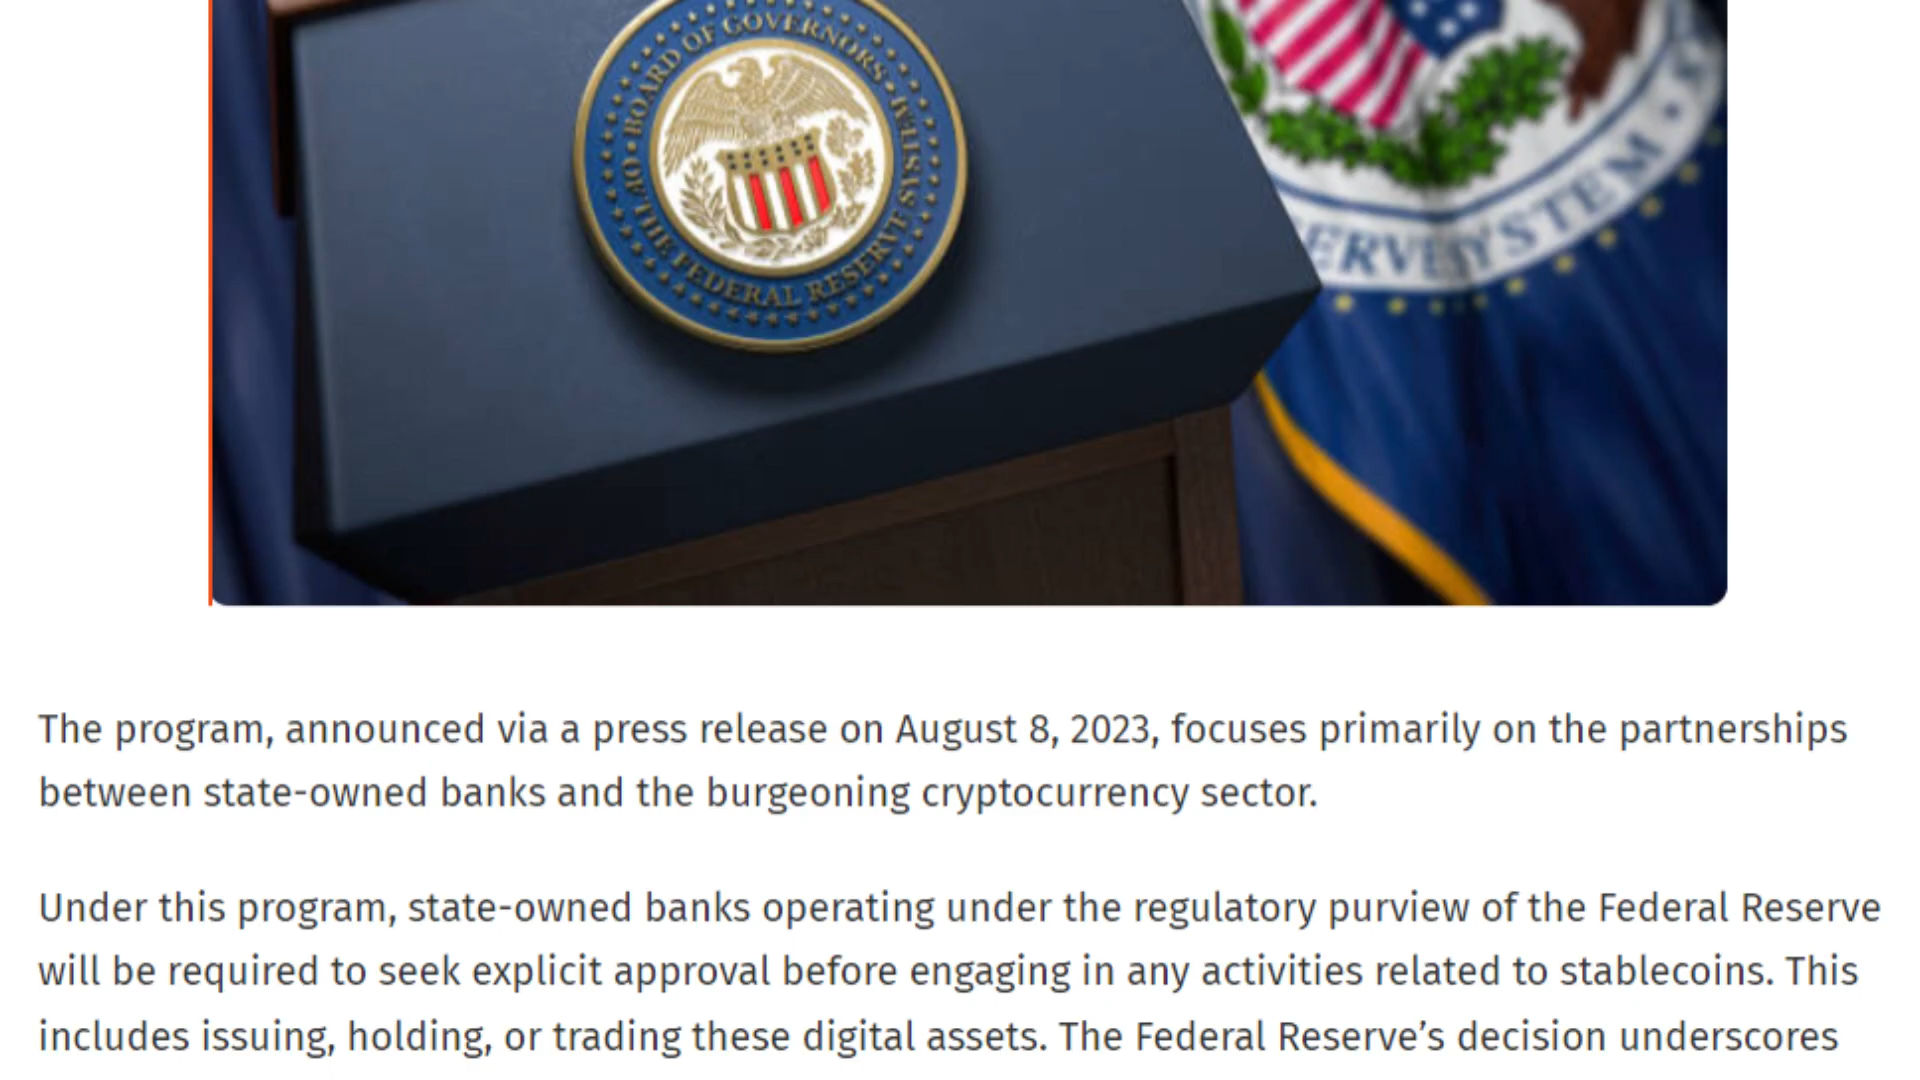 BOARD OF GOVERNORS
OF THE FEDERAL RESERVE SYSTEM
SYSTEM
The program, announced via a press release on August 8, 2023, focuses primarily on the partnerships
between state-owned banks and the burgeoning cryptocurrency sector.
Under this program, state-owned banks operating under the regulatory purview of the Federal Reserve
will be required to seek explicit approval before engaging in any activities related to stablecoins. This
includes issuing, holding, or trading these digital assets. The Federal Reserve’s decision underscores